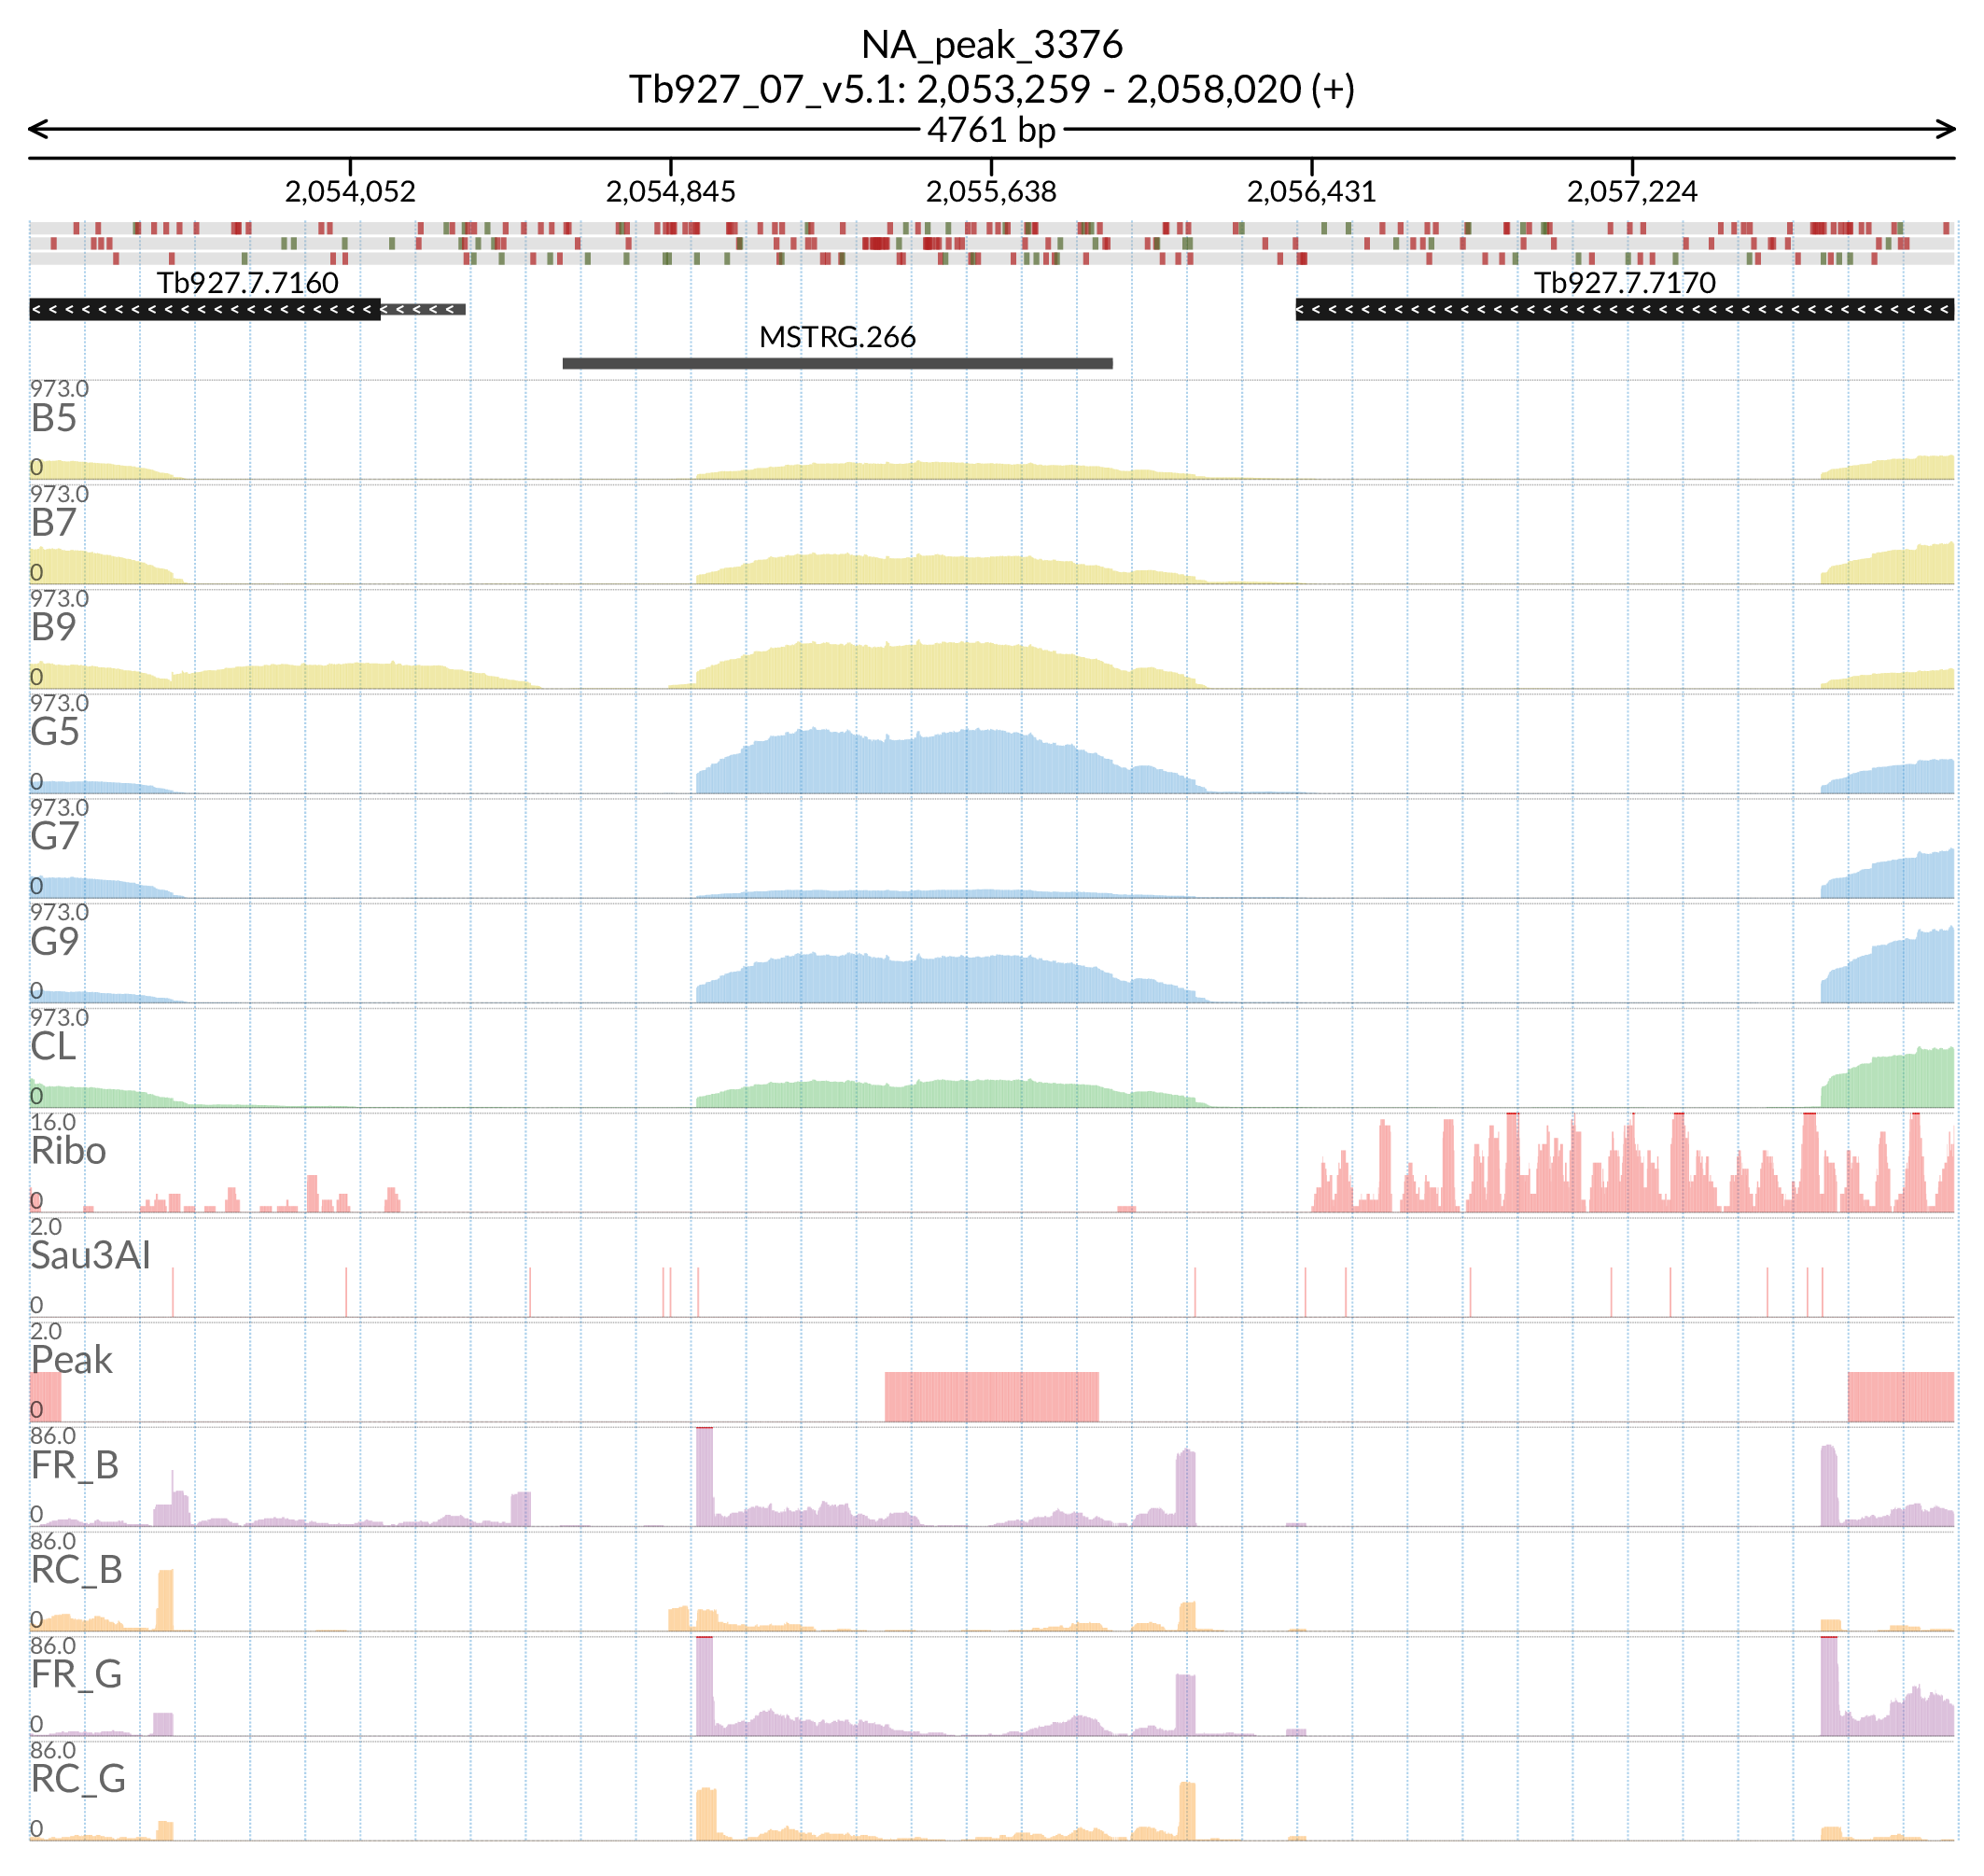 NA_peak_3376
Tb927_07_v5.1: 2,053,259 - 2,058,020 (+)
4761 bp
2,054,052 2,054,845 2,055,638 2,056,431 2,057,224
Tb927.7.7160 Tb927.7.7170
MSTRG.266
973.0
B5
0
973.0
B7
0
973.0
B9
0
973.0
G5
0
973.0
G7
0
973.0
G9
0
973.0
CL
0
16.0
Ribo
0
2.0
Sau3AI
0
2.0
Peak
0
86.0
FR_B
0
86.0
RC_B
0
86.0
FR_G
0
86.0
RC_G
0